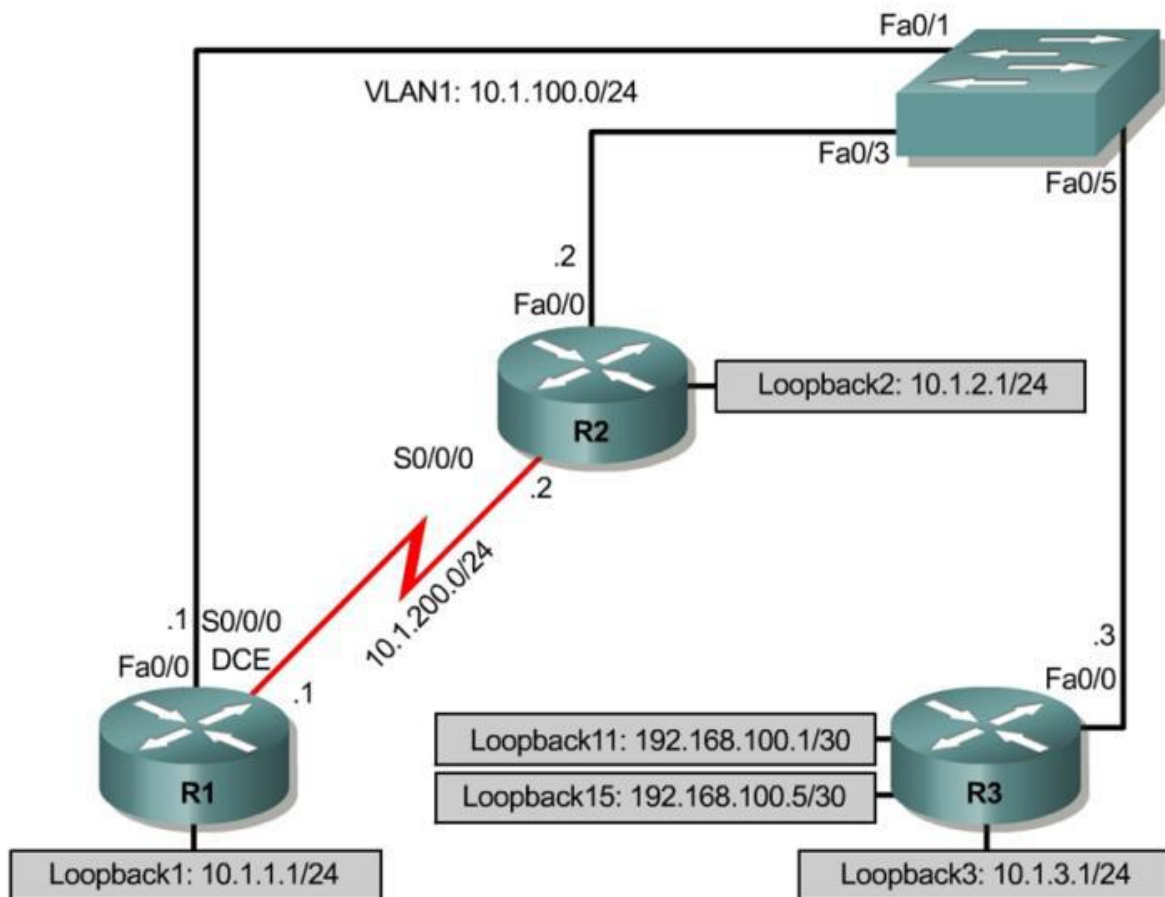 Fa0/1
VLAN1: 10.1.100.0/24
Fa0/3
Fa0/5
.2
Fa0/0
Loopback2: 10.1.2.1/24
R2
S0/0/0
.2
10.1.200.0/24
.1
S0/0/0
DCE
Fa0/0
.1
.3
Fa0/0
Loopback11: 192.168.100.1/30
Loopback15: 192.168.100.5/30
R1
R3
Loopback1: 10.1.1.1/24
Loopback3: 10.1.3.1/24